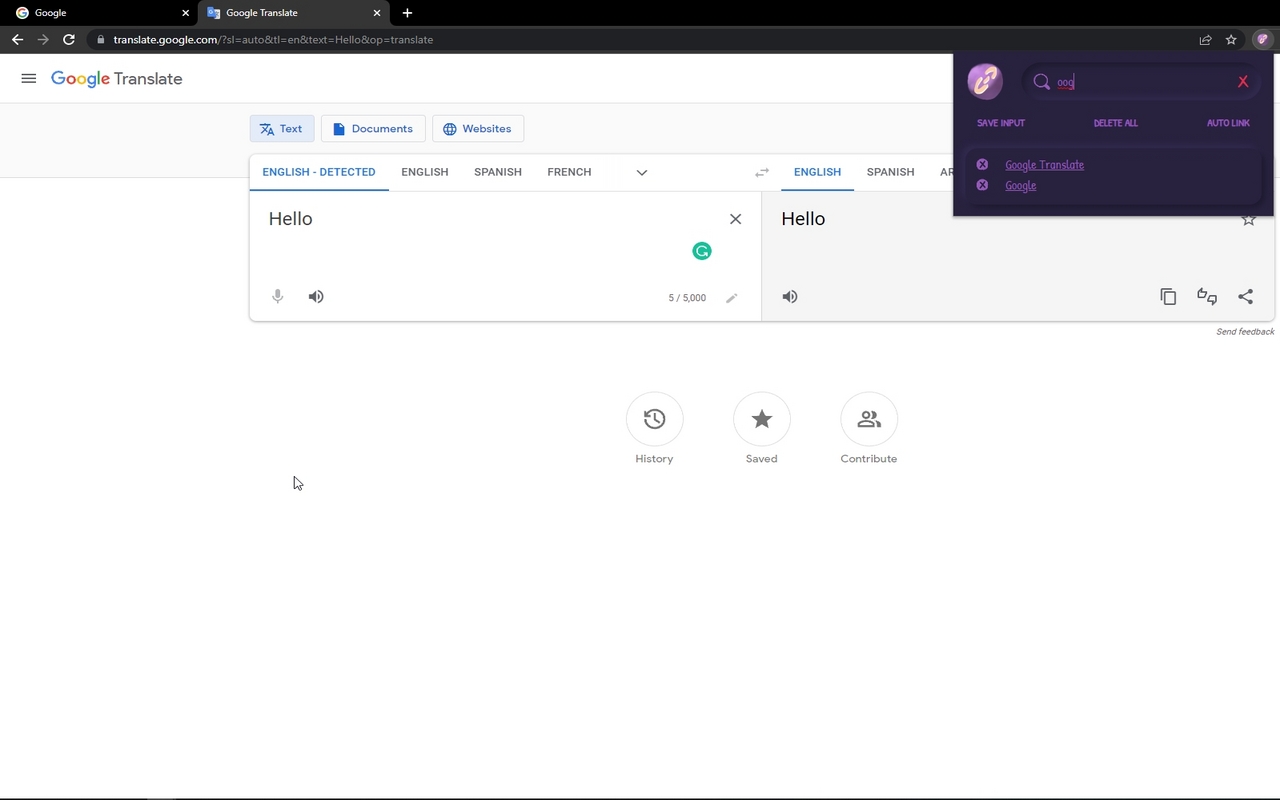 Google
Google Translate
translate.google.com/?sl=auto&tl=en&text=Hello&op=translate
Google Translate
oog
X
SAVE INPUT
DELETE ALL
AUTO LINK
Google Translate
Google
Text
Documents
Websites
ENGLISH - DETECTED
ENGLISH
SPANISH
FRENCH
ENGLISH
SPANISH
AR
Hello
Hello
5 / 5,000
Send feedback
History
Saved
Contribute